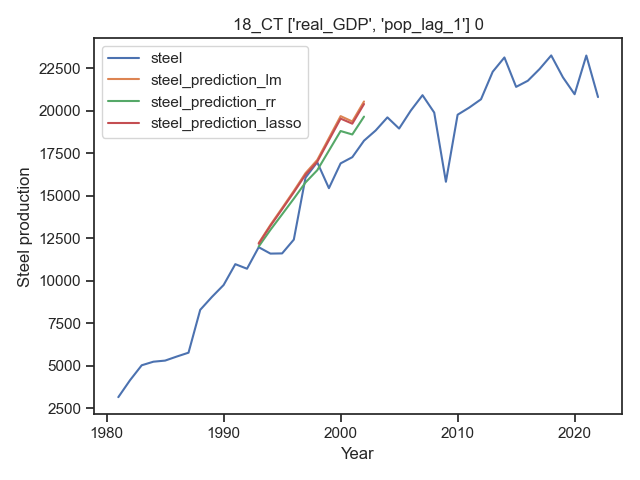 18_CT ['real_GDP', 'pop_lag_1'] 0
steel
steel_prediction_lm
steel_prediction_rr
steel_prediction_lasso
Steel production
22500
20000
17500
15000
12500
10000
7500
5000
2500
1980
1990
2000
2010
2020
Year